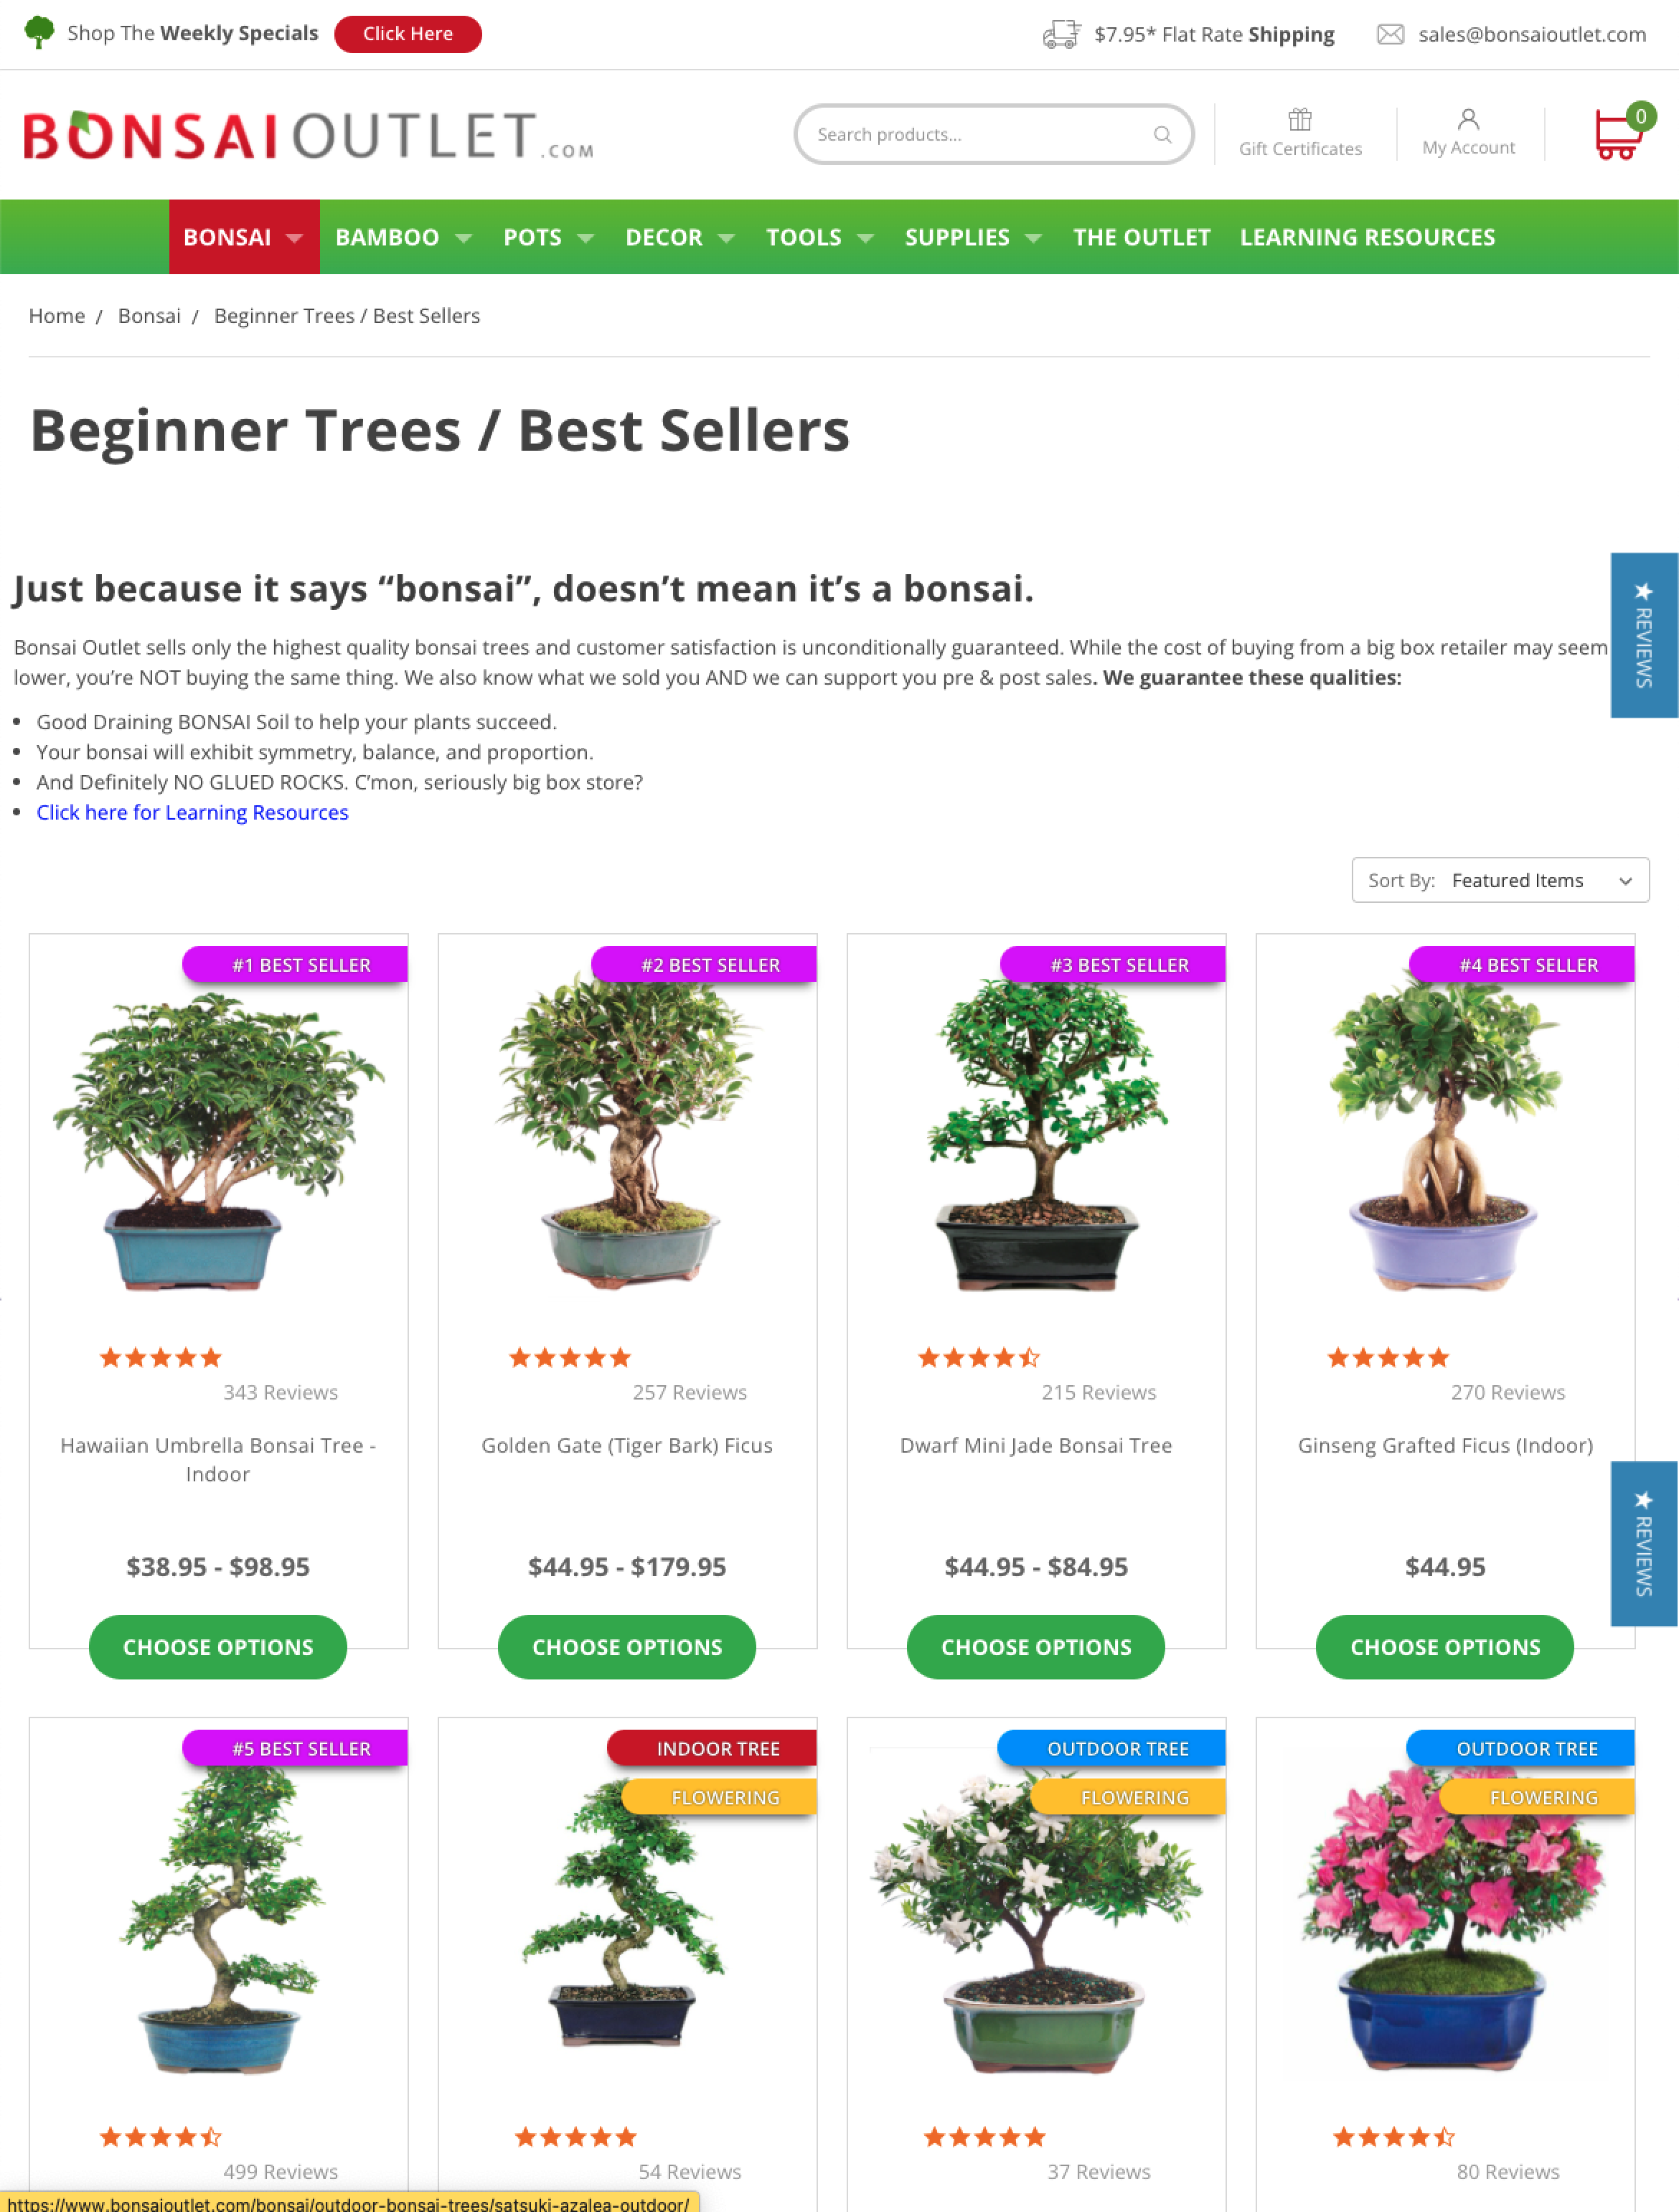 Shop The Weekly Specials Click Here $7.95* Flat Rate Shipping sales@bonsaioutlet.com
BONSAI OUTLET.COM Search products... Gift Certificates My Account 0
BONSAI BAMBOO POTS DECOR TOOLS SUPPLIES THE OUTLET LEARNING RESOURCES
Home / Bonsai / Beginner Trees / Best Sellers
Beginner Trees / Best Sellers
Just because it says “bonsai”, doesn’t mean it’s a bonsai.
★ REVIEWS
Bonsai Outlet sells only the highest quality bonsai trees and customer satisfaction is unconditionally guaranteed. While the cost of buying from a big box retailer may seem
lower, you’re NOT buying the same thing. We also know what we sold you AND we can support you pre & post sales. We guarantee these qualities:
• Good Draining BONSAI Soil to help your plants succeed.
• Your bonsai will exhibit symmetry, balance, and proportion.
• And Definitely NO GLUED ROCKS. C’mon, seriously big box store?
• Click here for Learning Resources
Sort By: Featured Items
#1 BEST SELLER #2 BEST SELLER #3 BEST SELLER #4 BEST SELLER
343 Reviews 257 Reviews 215 Reviews 270 Reviews
Hawaiian Umbrella Bonsai Tree - Golden Gate (Tiger Bark) Ficus Dwarf Mini Jade Bonsai Tree Ginseng Grafted Ficus (Indoor)
Indoor
★ REVIEWS
$38.95 - $98.95 $44.95 - $179.95 $44.95 - $84.95 $44.95
CHOOSE OPTIONS CHOOSE OPTIONS CHOOSE OPTIONS CHOOSE OPTIONS
#5 BEST SELLER INDOOR TREE OUTDOOR TREE OUTDOOR TREE
FLOWERING FLOWERING FLOWERING
499 Reviews 54 Reviews 37 Reviews 80 Reviews
https://www.bonsaioutlet.com/bonsai/outdoor-bonsai-trees/satsuki-azalea-outdoor/